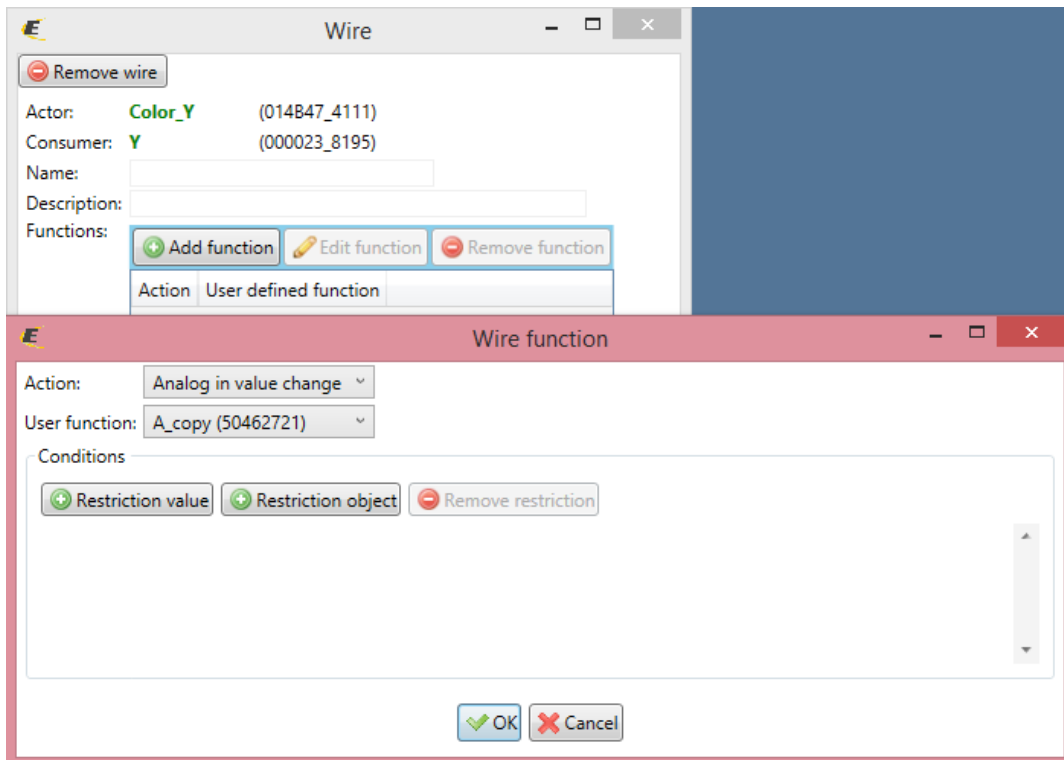 Wire
Remove wire
Actor: Color_Y (014B47_4111)
Consumer: Y (000023_8195)
Name:
Description:
Functions:
Add function Edit function Remove function
Action User defined function
Wire function
Action: Analog in value change
User function: A_copy (50462721)
Conditions
Restriction value Restriction object Remove restriction
OK Cancel